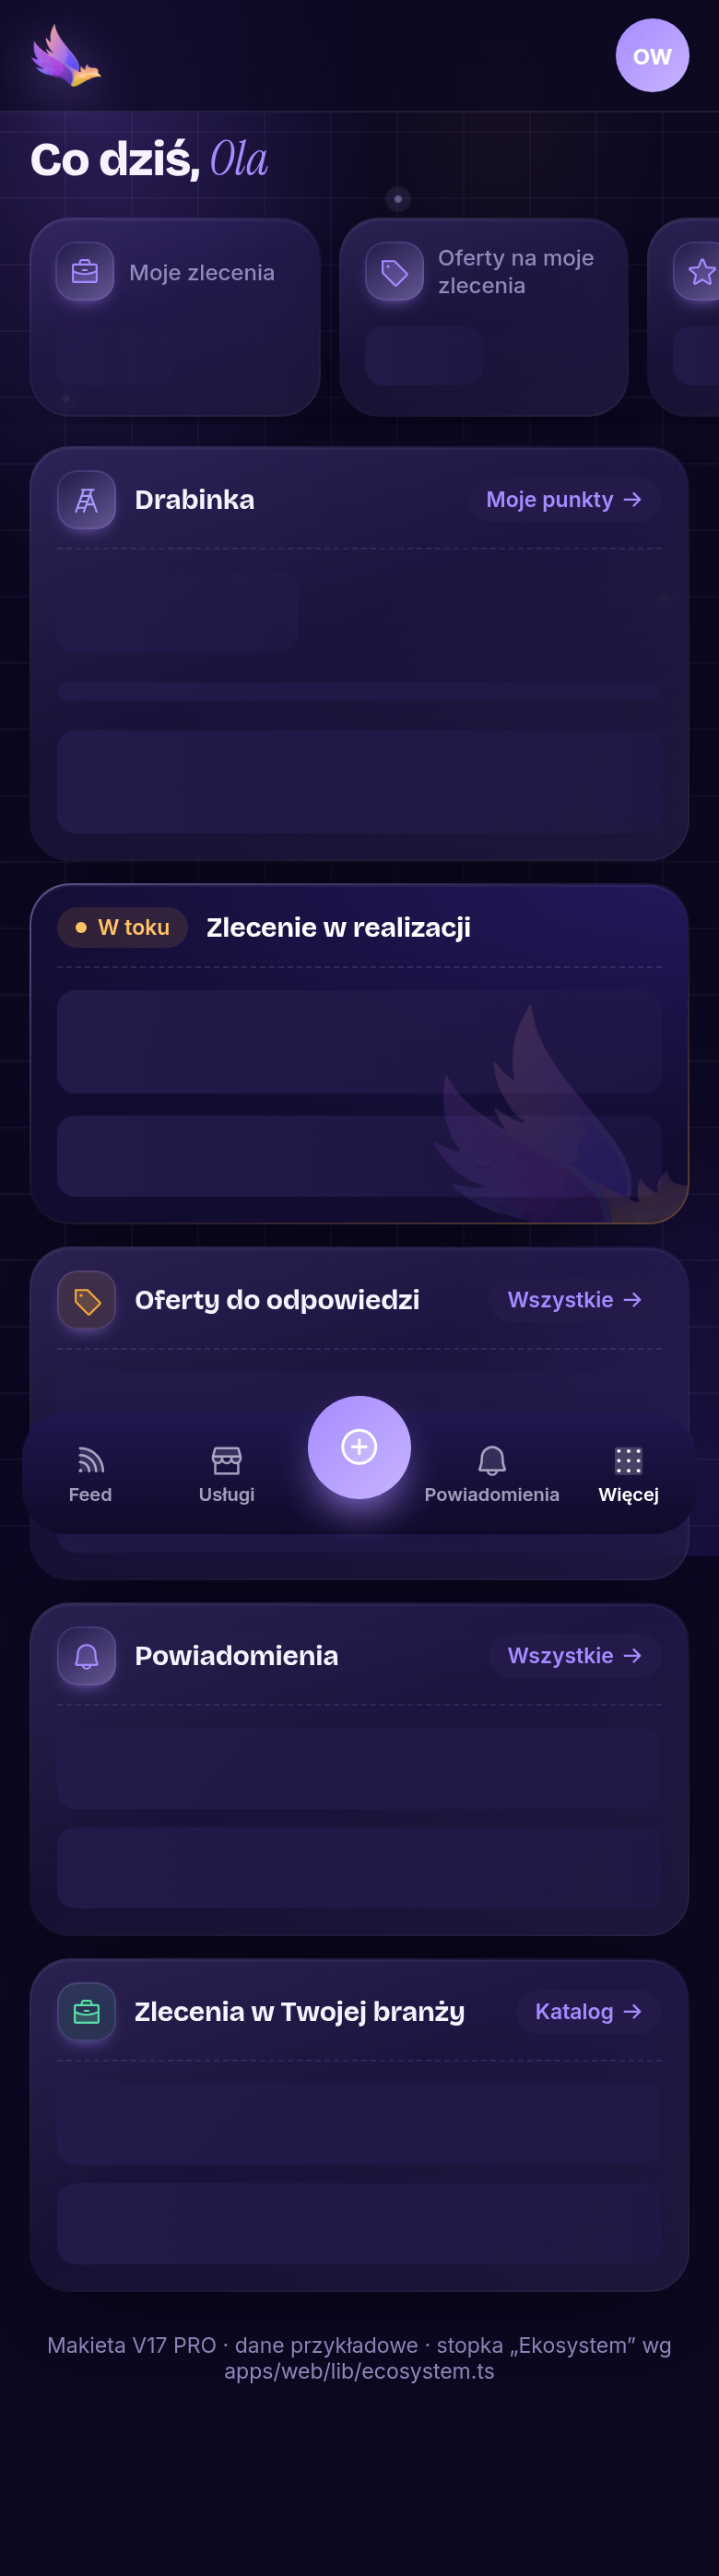 OW
Co dziś, Ola
Moje zlecenia
Oferty na moje
zlecenia
Drabinka
Moje punkty →
W toku
Zlecenie w realizacji
Oferty do odpowiedzi
Wszystkie →
Feed
Usługi
Powiadomienia
Więcej
Powiadomienia
Wszystkie →
Zlecenia w Twojej branży
Katalog →
Makieta V17 PRO · dane przykładowe · stopka „Ekosystem” wg
apps/web/lib/ecosystem.ts